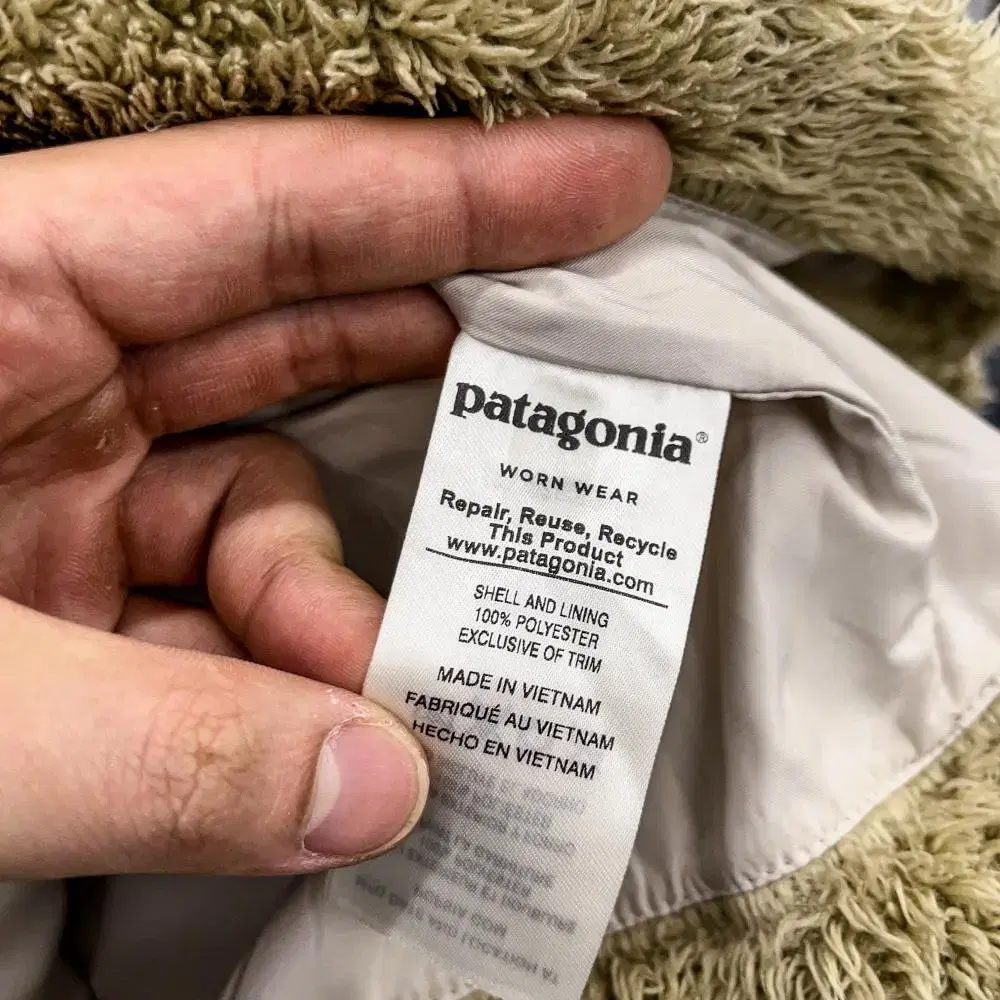 patagonia®
WORN WEAR
Repair, Reuse, Recycle
This Product
www.patagonia.com
SHELL AND LINING
100% POLYESTER
EXCLUSIVE OF TRIM
MADE IN VIETNAM
FABRIQUÉ AU VIETNAM
HECHO EN VIETNAM